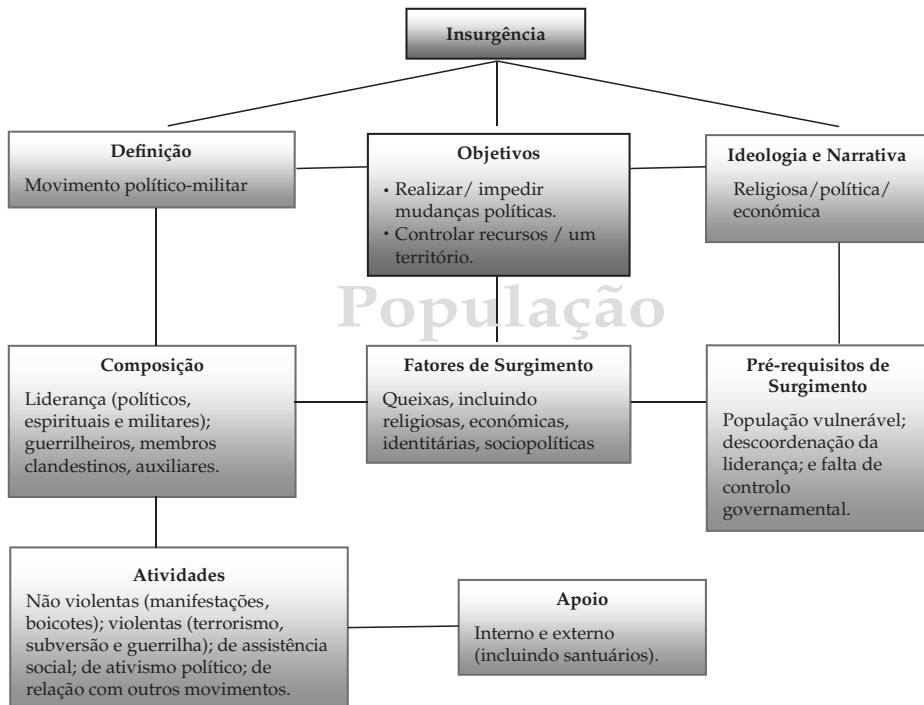 Insurgência
Definição
Movimento político-militar
Objetivos
• Realizar/ impedir
mudanças políticas.
• Controlar recursos / um
território.
Ideologia e Narrativa
Religiosa/política/
económica
População
Composição
Liderança (políticos,
espirituais e militares);
guerrilheiros, membros
clandestinos, auxiliares.
Fatores de Surgimento
Queixas, incluindo
religiosas, económicas,
identitárias, sociopolíticas
Pré-requisitos de
Surgimento
População vulnerável;
descoordenação da
liderança; e falta de
controlo
governamental.
Atividades
Não violentas (manifestações,
boicotes); violentas (terrorismo,
subversão e guerrilha); de assistência
social; de ativismo político; de
relação com outros movimentos.
Apoio
Interno e externo
(incluindo santuários).